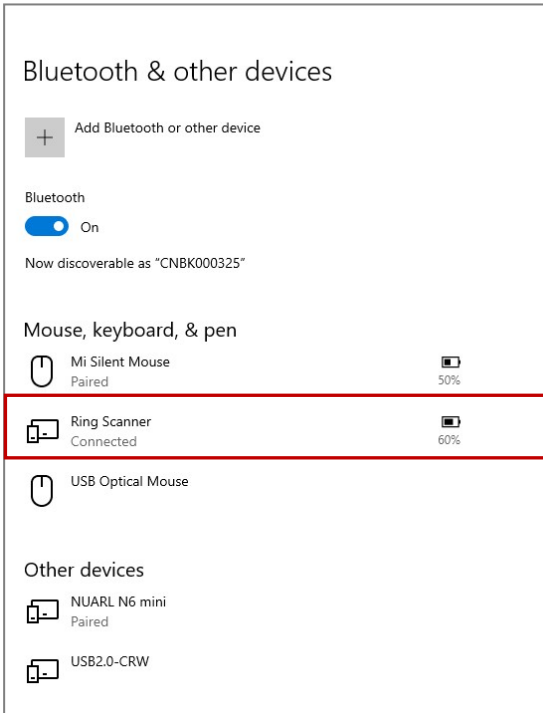 Bluetooth & other devices
Add Bluetooth or other device
Bluetooth
On
Now discoverable as “CNBK000325”
Mouse, keyboard, & pen
Mi Silent Mouse
Paired
50%
Ring Scanner
Connected
60%
USB Optical Mouse
Other devices
NUARL N6 mini
Paired
USB2.0-CRW